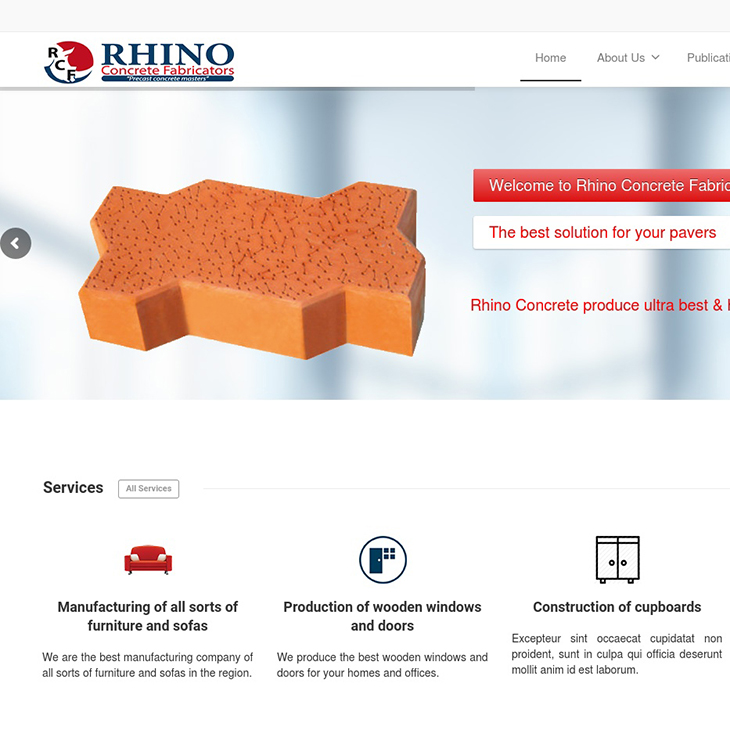 RCF
RHINO
Concrete Fabricators
"Precast concrete masters"
Home
About Us
Publicati
Welcome to Rhino Concrete Fabric
The best solution for your pavers
Rhino Concrete produce ultra best &
Services
All Services
Manufacturing of all sorts of
furniture and sofas
We are the best manufacturing company of
all sorts of furniture and sofas in the region.
Production of wooden windows
and doors
We produce the best wooden windows and
doors for your homes and offices.
Construction of cupboards
Excepteur sint occaecat cupidatat non
proident, sunt in culpa qui officia deserunt
mollit anim id est laborum.